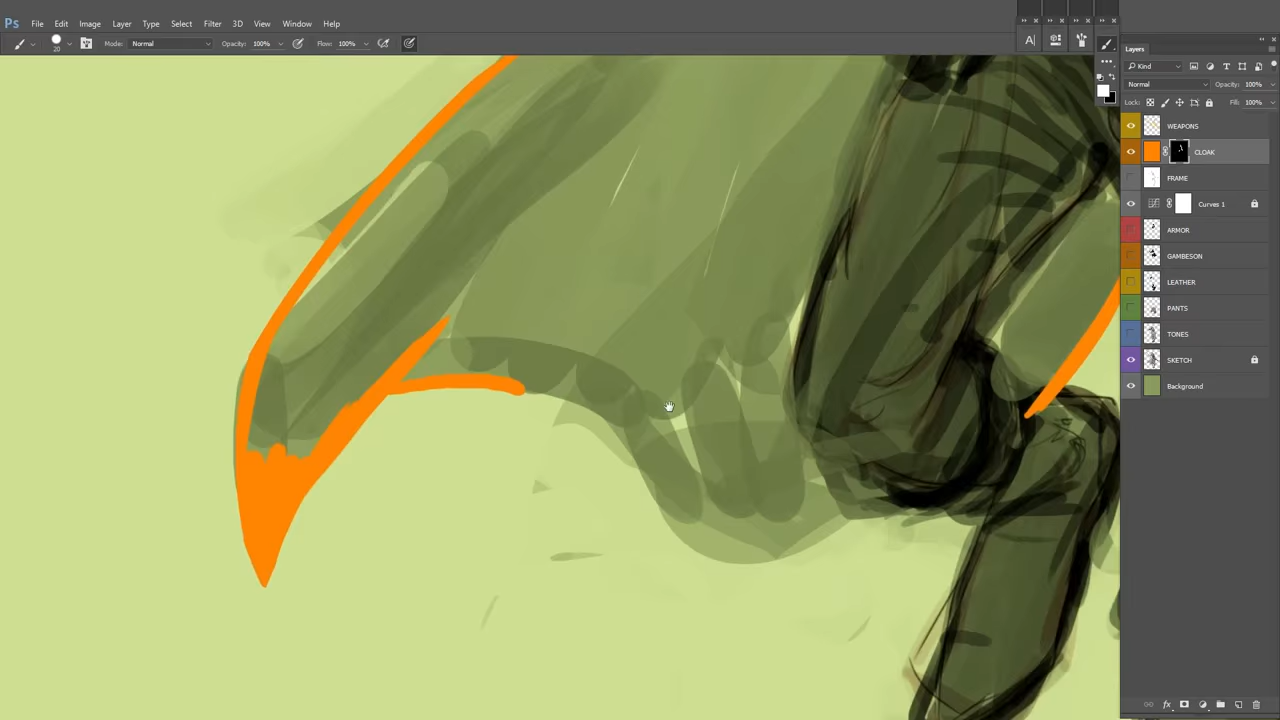 Ps File Edit Image Layer Type Select Filter 3D View Window Help
20 Mode: Normal Opacity: 100% Flow: 100%
A
Layers
Kind
Normal Opacity: 100%
Lock: Fill: 100%
WEAPONS
CLOAK
FRAME
Curves 1
ARMOR
GAMBESON
LEATHER
PANTS
TONES
SKETCH
Background
fx